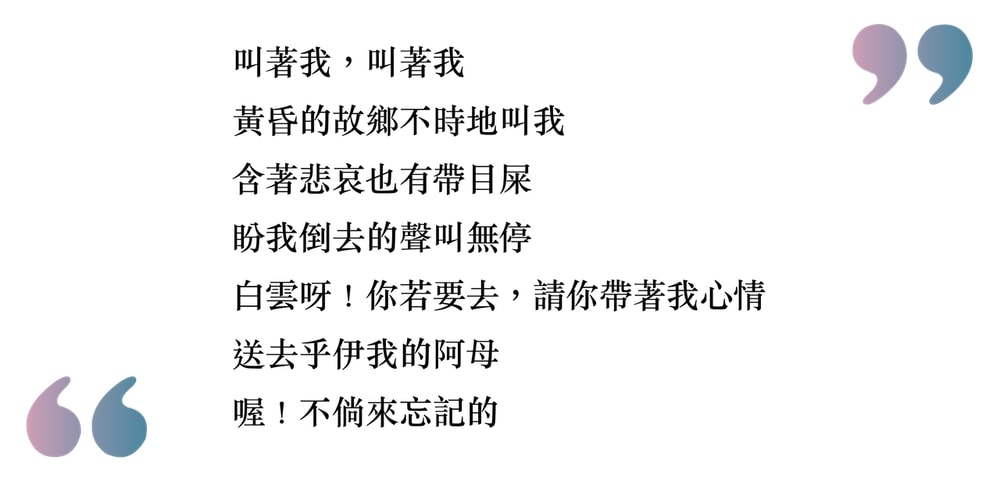 叫著我，叫著我
黃昏的故鄉不時地叫我
含著悲哀也有帶目屎
盼我倒去的聲叫無停
白雲呀！你若要去，請你帶著我心情
送去乎伊我的阿母
喔！不倘來忘記的